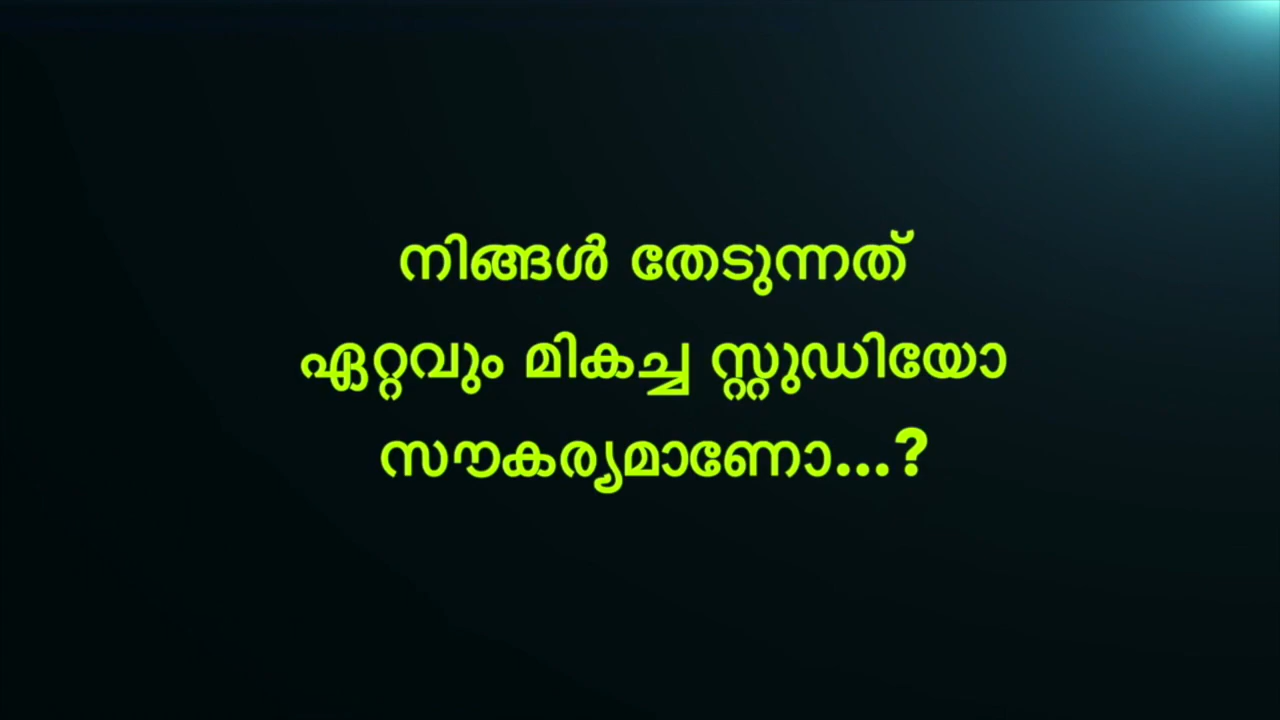 നിങ്ങൾ തേടുന്നത്
ഏറ്റവും മികച്ച സ്റ്റുഡിയോ
സൗകര്യമാണോ...?